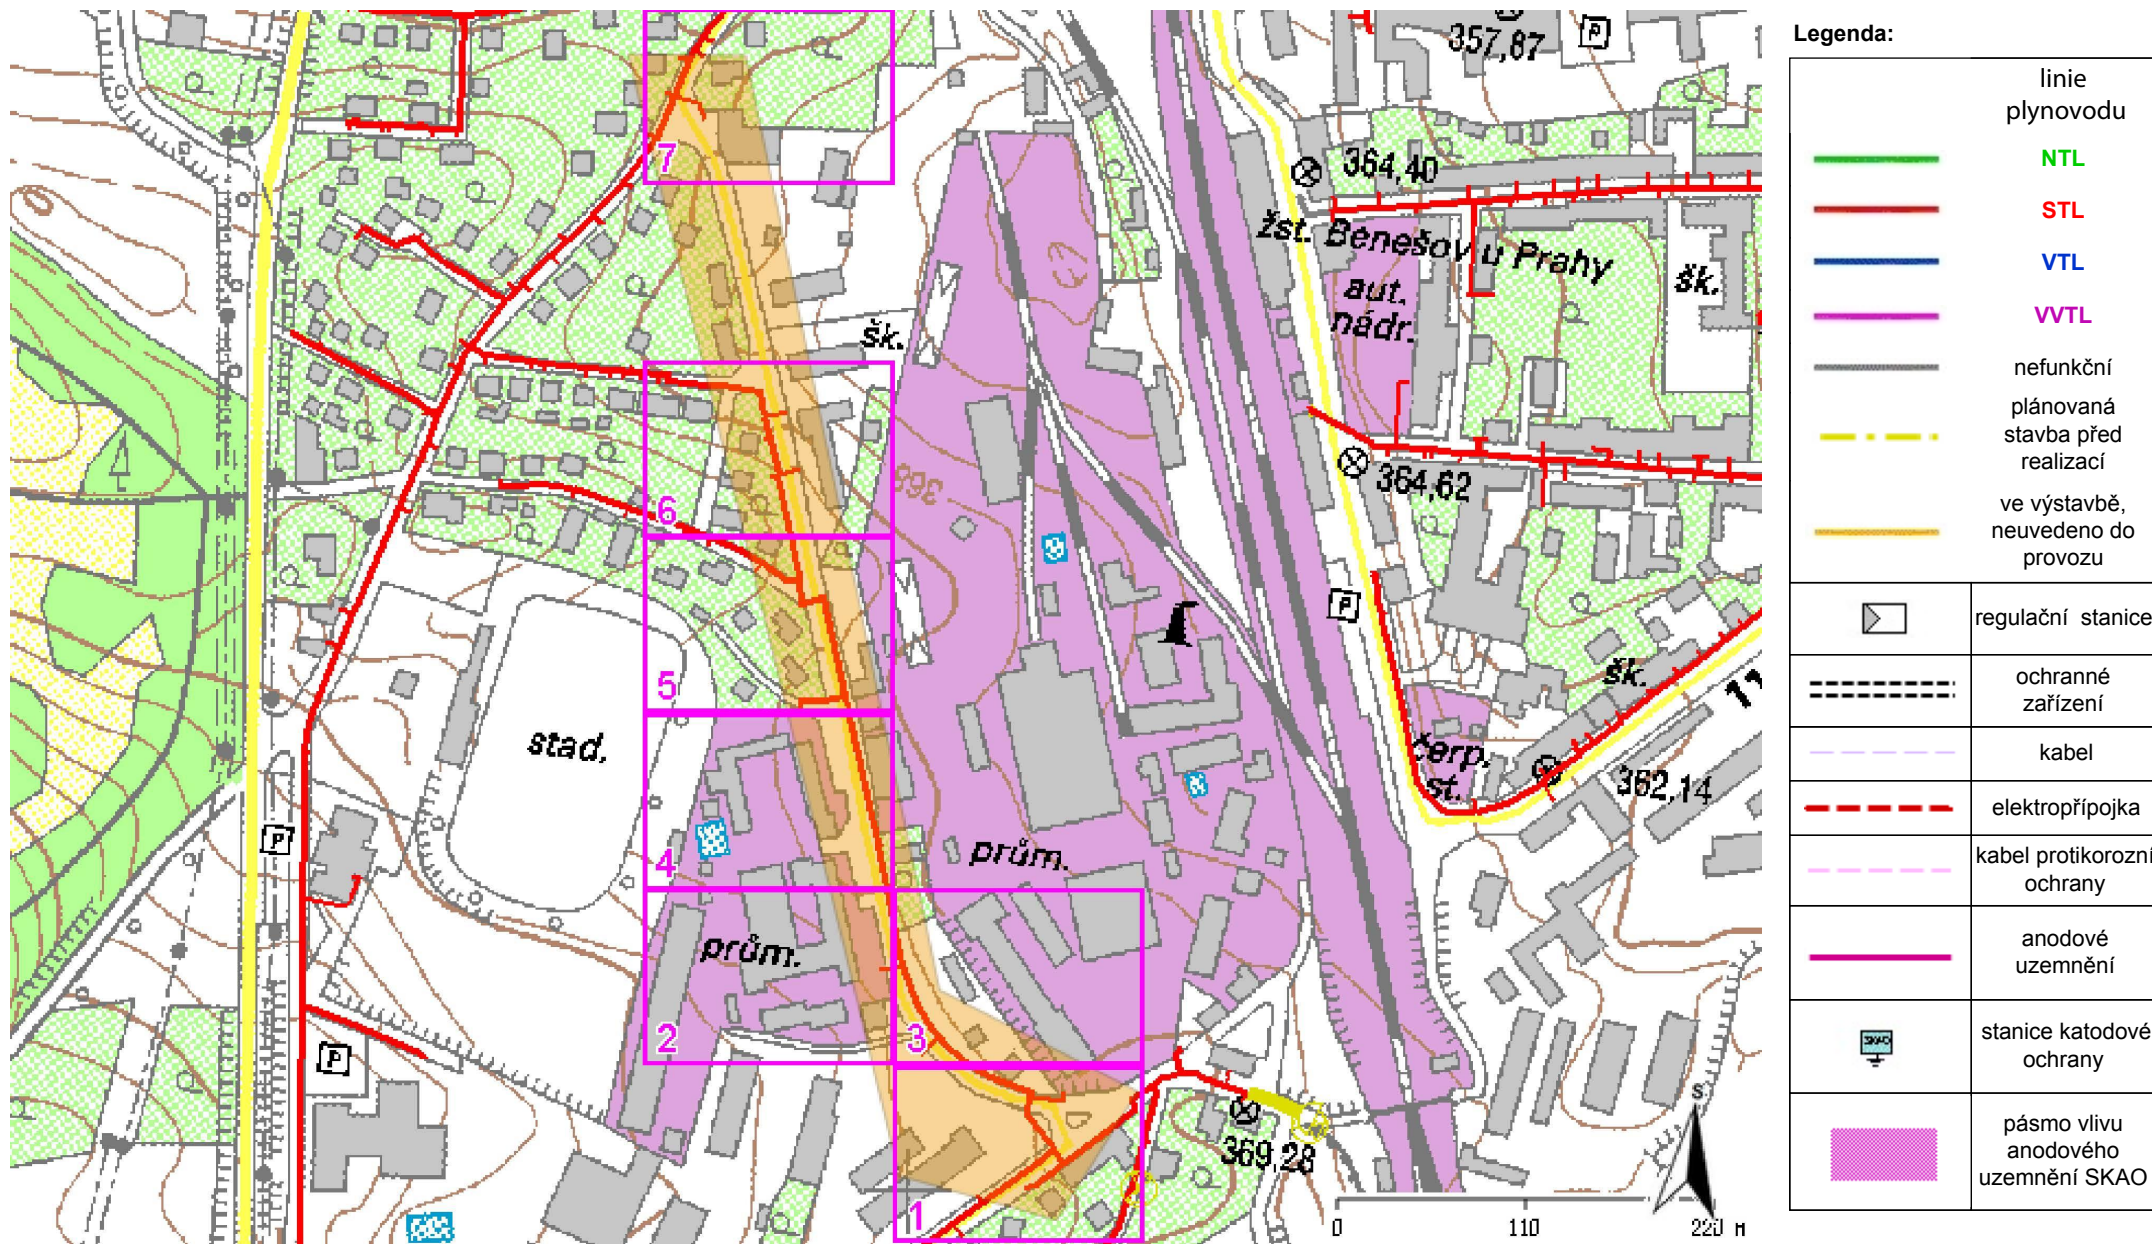 357,87
P
7
364,40
žst. Benešov u Prahy
aut.
nádr.
šk.
šk.
368
364,62
6
P
5
šk.
stad.
čerp.
st.
362,14
P
4
prům.
prům.
2
3
P
369,28
1
S
0 110 220 M
Legenda:
linie
plynovodu
NTL
STL
VTL
VVTL
nefunkční
plánovaná
stavba před
realizací
ve výstavbě,
neuvedeno do
provozu
regulační stanice
ochranné
zařízení
kabel
elektropřípojka
kabel protikorozní
ochrany
anodové
uzemnění
SKAO
stanice katodové
ochrany
pásmo vlivu
anodového
uzemnění SKAO